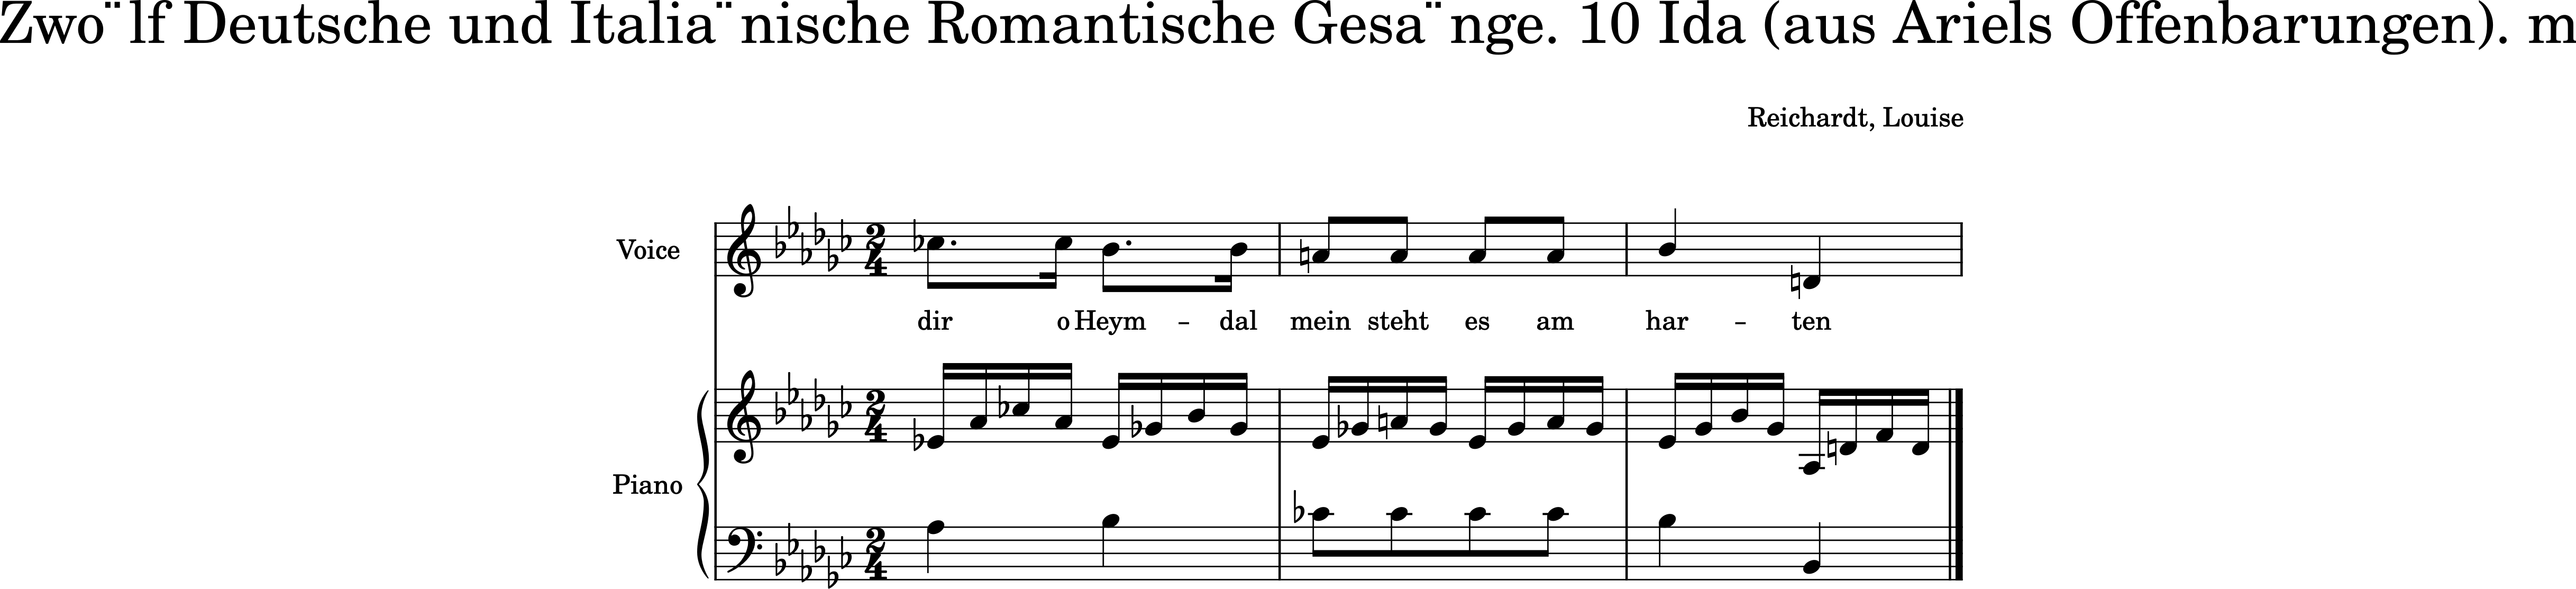 Zwo¨lf Deutsche und Italia¨nische Romantische Gesa¨nge. 10 Ida (aus Ariels Offenbarungen). m
Reichardt, Louise
Voice
dir o Heym - dal mein steht es am har - ten
Piano